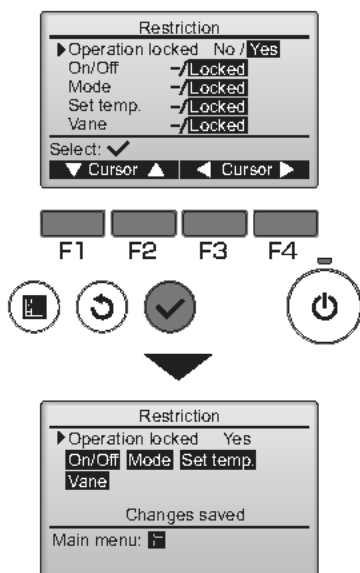 Restriction
▶Operation locked No / Yes
On/Off –/Locked
Mode –/Locked
Set temp. –/Locked
Vane –/Locked
Select: ✓
▼ Cursor ▲ ◀ Cursor ▶
F1 F2 F3 F4
Restriction
▶Operation locked Yes
On/Off Mode Set temp.
Vane
Changes saved
Main menu: